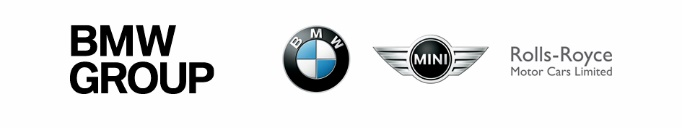 BMW
GROUP
BMW
MINI
Rolls-Royce
Motor Cars Limited